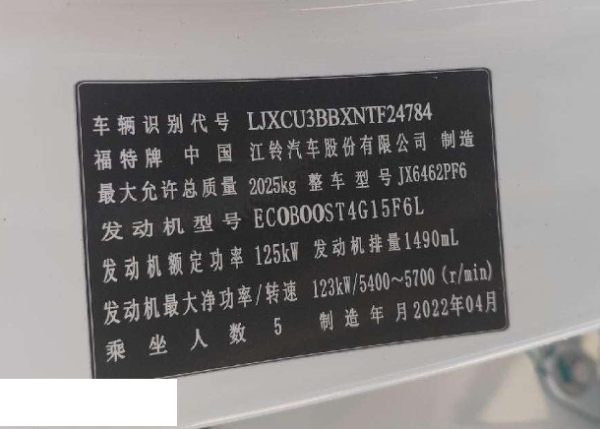 车辆识别代号 LJXCU3BBXNTF24784
福特牌 中国 江铃汽车股份有限公司 制造
最大允许总质量 2025kg 整车型号 JX6462PF6
发动机型号 ECOBOOST4G15F6L
发动机额定功率 125kW 发动机排量1490mL
发动机最大净功率/转速 123kW/5400～5700 (r/min)
乘坐人数 5 制造年月2022年04月